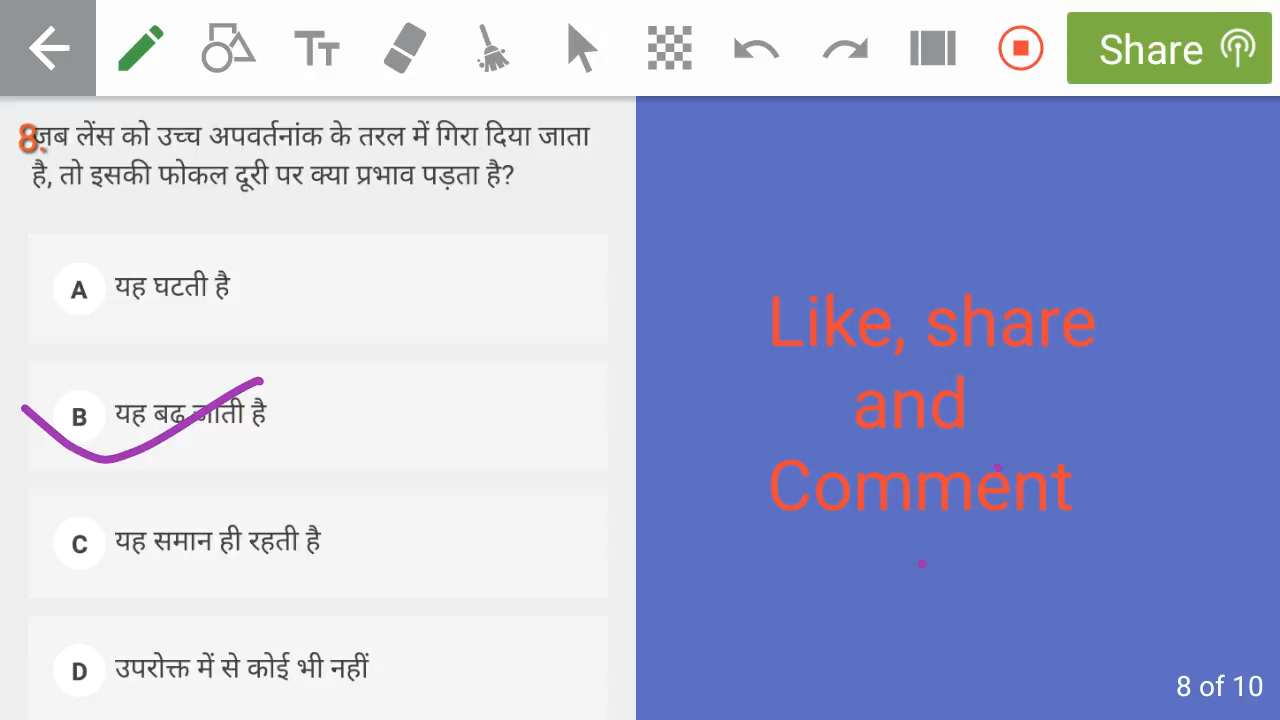 Share
8.
जब लेंस को उच्च अपवर्तनांक के तरल में गिरा दिया जाता
है, तो इसकी फोकल दूरी पर क्या प्रभाव पड़ता है?
A यह घटती है
B यह बढ़ जाती है
C यह समान ही रहती है
D उपरोक्त में से कोई भी नहीं
Like, share
and
Comment
8 of 10